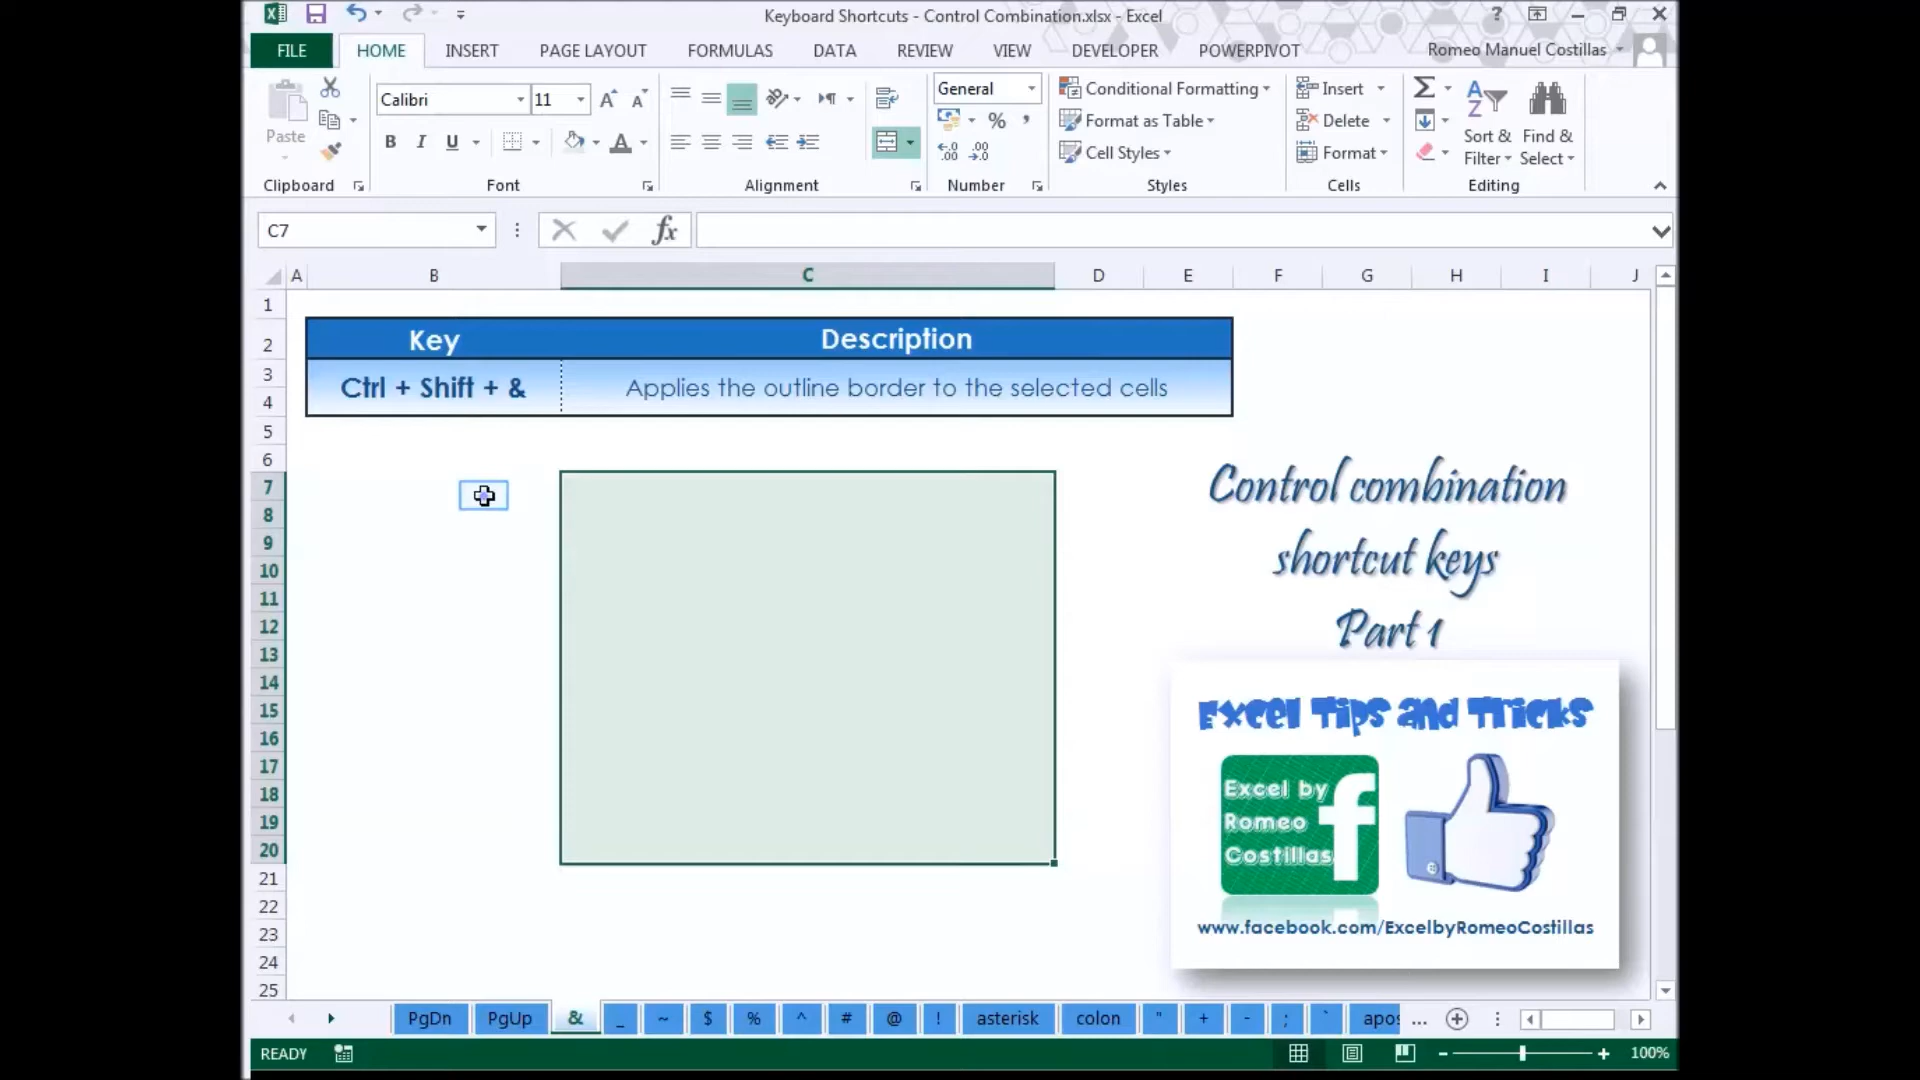 Keyboard Shortcuts - Control Combination.xlsx - Excel
?
FILE HOME INSERT PAGE LAYOUT FORMULAS DATA REVIEW VIEW DEVELOPER POWERPIVOT Romeo Manuel Costillas
Paste
Clipboard
Calibri 11
B I U
Font
Alignment
General
%
Number
Conditional Formatting
Format as Table
Cell Styles
Styles
Insert
Delete
Format
Cells
Sort &
Filter
Find &
Select
Editing
C7
fx
A B C D E F G H I J
1
2
3
4
5
6
7
8
9
10
11
12
13
14
15
16
17
18
19
20
21
22
23
24
25
Key Description
Ctrl + Shift + & Applies the outline border to the selected cells
Control combination
shortcut keys
Part 1
Excel Tips and Tricks
Excel by
Romeo
Costillas
f
www.facebook.com/ExcelbyRomeoCostillas
PgDn PgUp & _ ~ $ % ^ # @ ! asterisk colon " + - ; ` apos ...
READY 100%